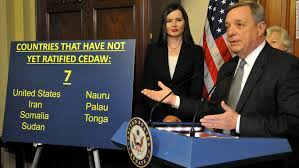 COUNTRIES THAT HAVE NOT
YET RATIFIED CEDAW:
7
United States
Iran
Somalia
Sudan
Nauru
Palau
Tonga